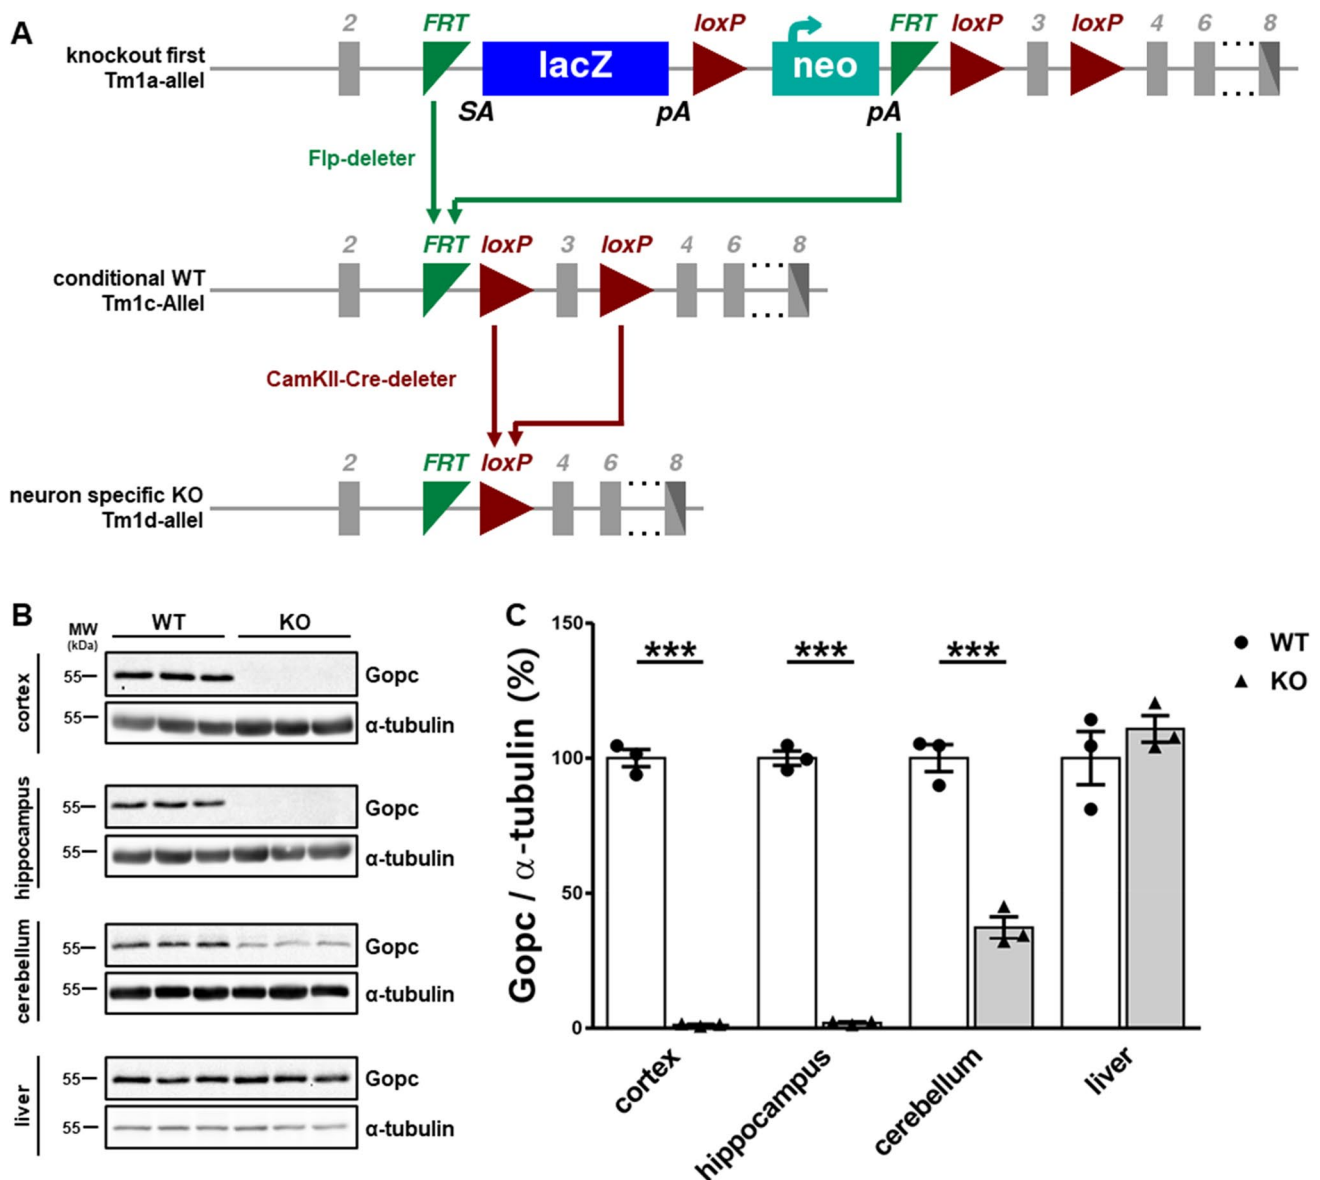 A
2 FRT loxP FRT loxP 3 loxP 4 6 8
knockout first
Tm1a-allel
lacZ neo
SA pA pA
Flp-deleter
2 FRT loxP 3 loxP 4 6 8
conditional WT
Tm1c-Allel
CamKII-Cre-deleter
2 FRT loxP 4 6 8
neuron specific KO
Tm1d-allel
B
MW
(kDa)
WT KO
cortex
55 Gopc
55 α-tubulin
hippocampus
55 Gopc
55 α-tubulin
cerebellum
55 Gopc
55 α-tubulin
liver
55 Gopc
55 α-tubulin
C
Gopc / α-tubulin (%)
150
100
50
0
*** *** ***
WT
KO
cortex
hippocampus
cerebellum
liver